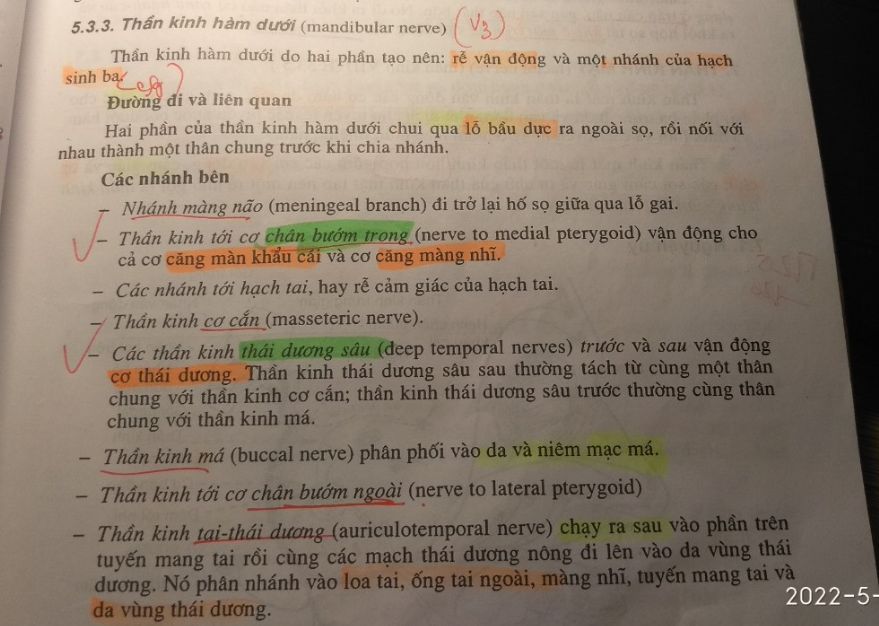 5.3.3. Thần kinh hàm dưới (mandibular nerve) (V3)
Thần kinh hàm dưới do hai phần tạo nên: rễ vận động và một nhánh của hạch
sinh ba.
Đường đi và liên quan
Hai phần của thần kinh hàm dưới chui qua lỗ bầu dục ra ngoài sọ, rồi nối với
nhau thành một thân chung trước khi chia nhánh.
Các nhánh bên
– Nhánh màng não (meningeal branch) đi trở lại hố sọ giữa qua lỗ gai.
– Thần kinh tới cơ chân bướm trong (nerve to medial pterygoid) vận động cho
cả cơ căng màn khẩu cái và cơ căng màng nhĩ.
– Các nhánh tới hạch tai, hay rễ cảm giác của hạch tai.
– Thần kinh cơ cắn (masseteric nerve).
– Các thần kinh thái dương sâu (deep temporal nerves) trước và sau vận động
cơ thái dương. Thần kinh thái dương sâu sau thường tách từ cùng một thân
chung với thần kinh cơ cắn; thần kinh thái dương sâu trước thường cùng thân
chung với thần kinh má.
– Thần kinh má (buccal nerve) phân phối vào da và niêm mạc má.
– Thần kinh tới cơ chân bướm ngoài (nerve to lateral pterygoid)
– Thần kinh tai-thái dương (auriculotemporal nerve) chạy ra sau vào phần trên
tuyến mang tai rồi cùng các mạch thái dương nông đi lên vào da vùng thái
dương. Nó phân nhánh vào loa tai, ống tai ngoài, màng nhĩ, tuyến mang tai và
da vùng thái dương.
2022-5-